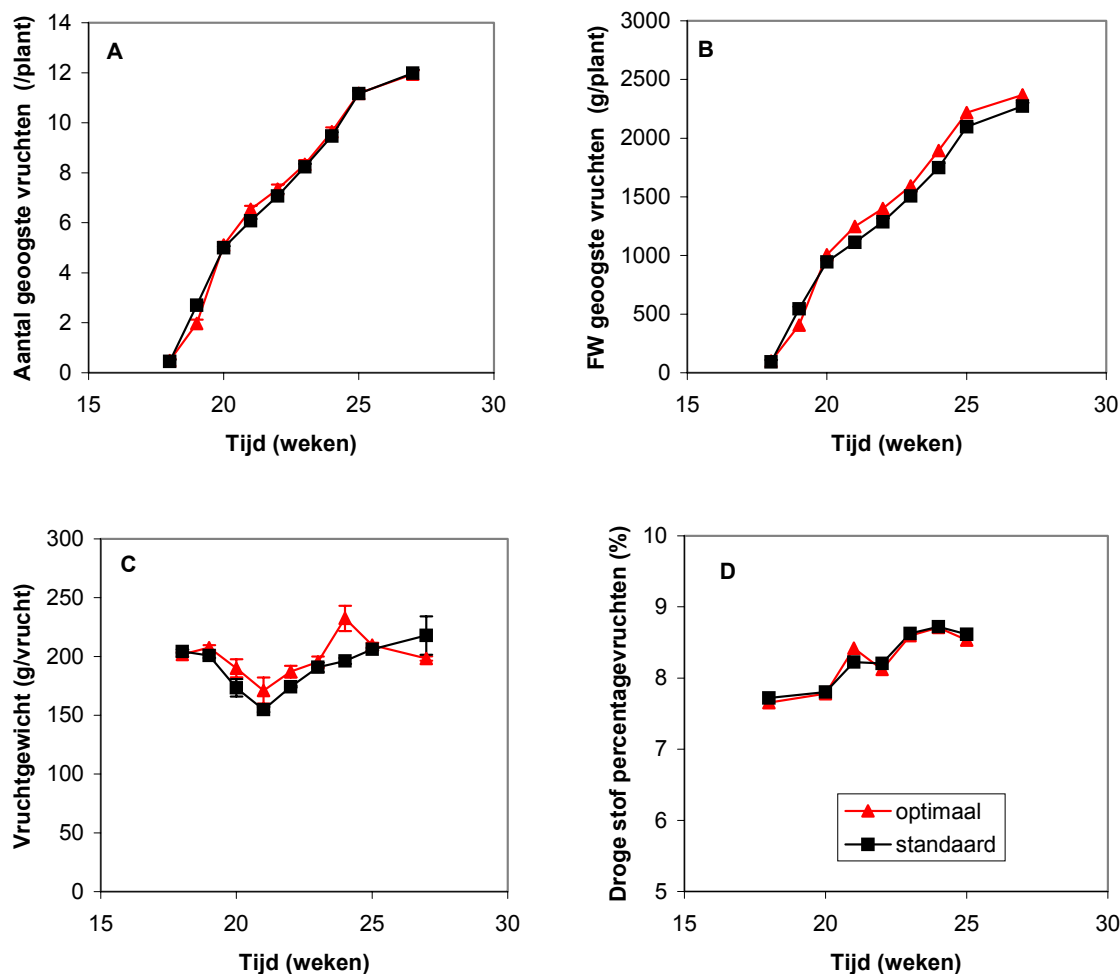 A
Aantal geoogste vruchten (/plant)
14
12
10
8
6
4
2
0
15 20 25 30
Tijd (weken)
B
FW geoogste vruchten (g/plant)
3000
2500
2000
1500
1000
500
0
15 20 25 30
Tijd (weken)
C
Vruchtgewicht (g/vrucht)
300
250
200
150
100
50
0
15 20 25 30
Tijd (weken)
D
Droge stof percentagevruchten (%)
10
9
8
7
6
5
optimaal
standaard
15 20 25 30
Tijd (weken)